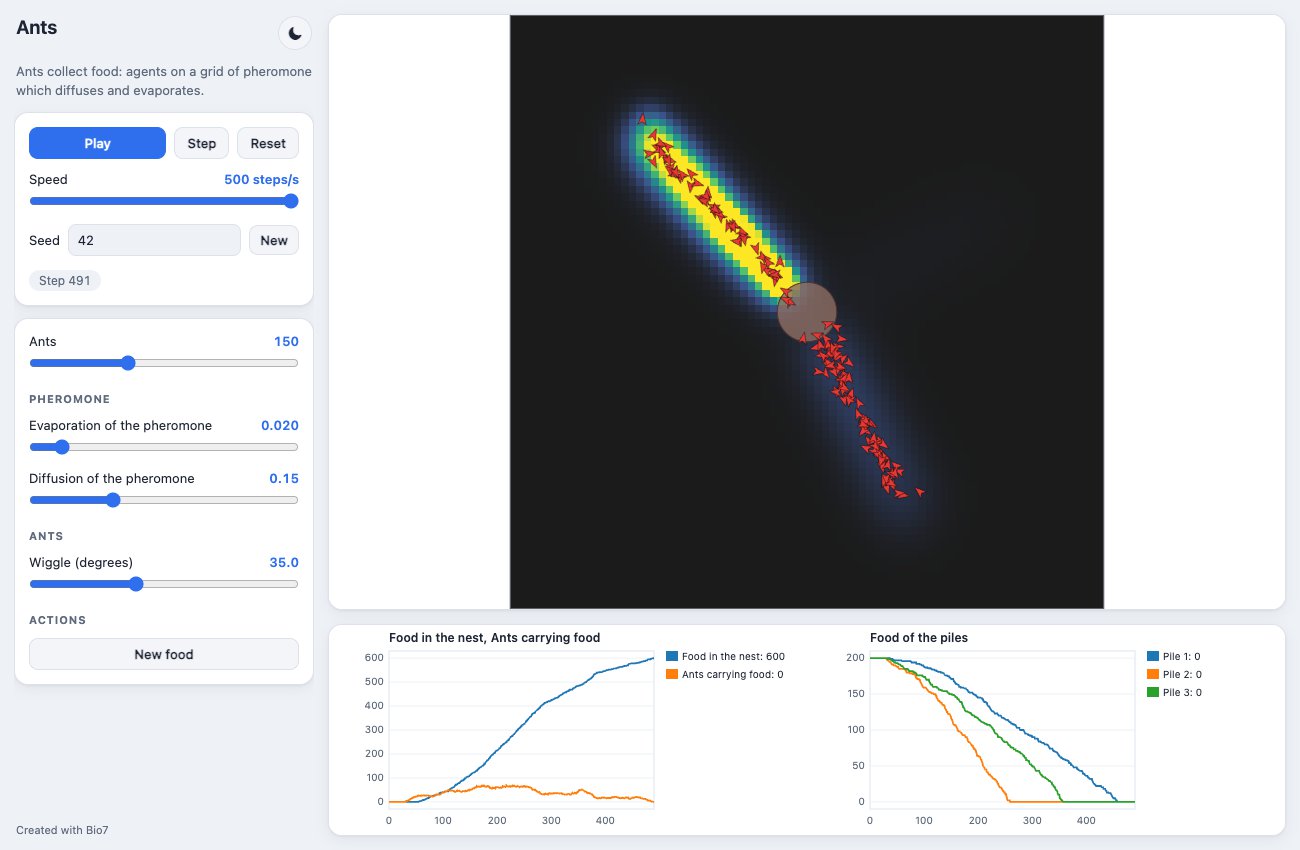 Ants
Ants collect food: agents on a grid of pheromone
which diffuses and evaporates.
Play
Step
Reset
Speed
500 steps/s
Seed
42
New
Step 491
Ants
150
PHEROMONE
Evaporation of the pheromone
0.020
Diffusion of the pheromone
0.15
ANTS
Wiggle (degrees)
35.0
ACTIONS
New food
Created with Bio7
Food in the nest, Ants carrying food
600
500
400
300
200
100
0
0
100
200
300
400
Food in the nest: 600
Ants carrying food: 0
Food of the piles
200
150
100
50
0
0
100
200
300
400
Pile 1: 0
Pile 2: 0
Pile 3: 0